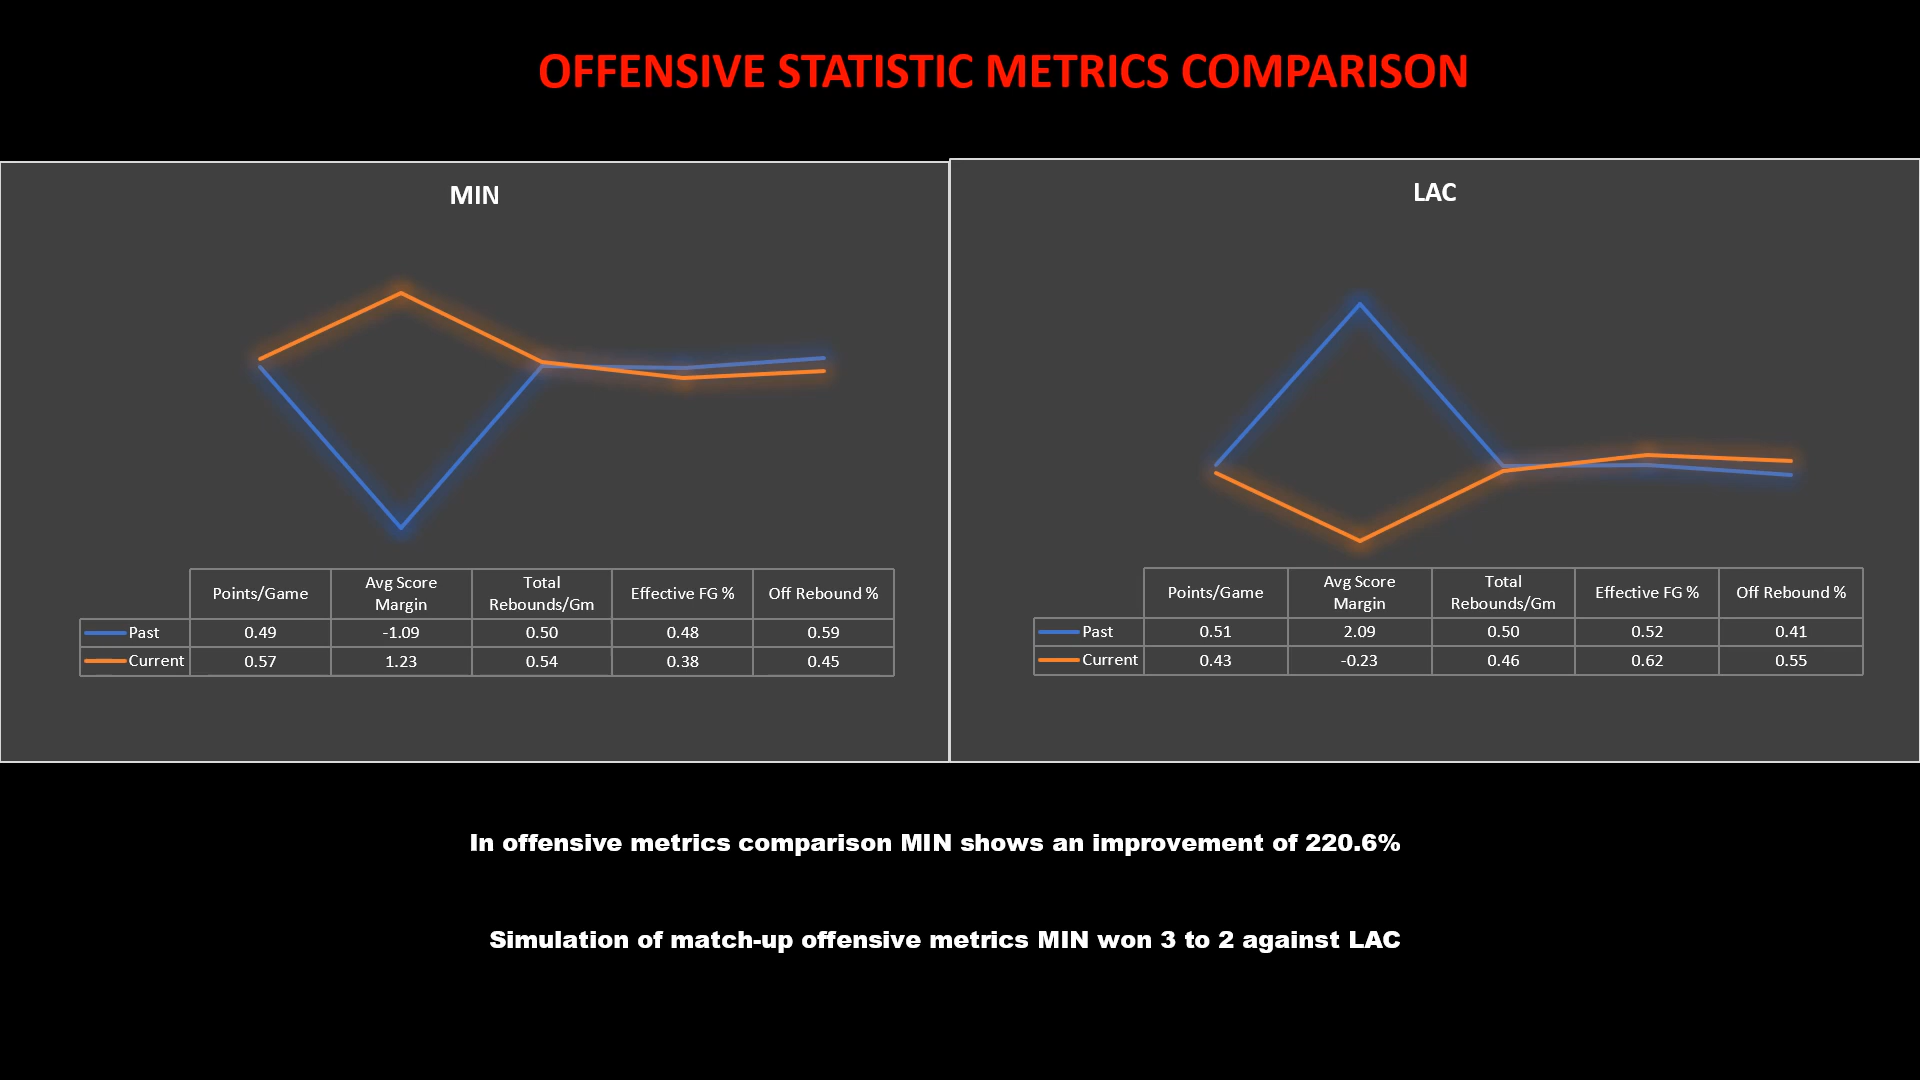 OFFENSIVE STATISTIC METRICS COMPARISON
MIN
Points/Game Avg Score Margin Total Rebounds/Gm Effective FG % Off Rebound %
Past 0.49 -1.09 0.50 0.48 0.59
Current 0.57 1.23 0.54 0.38 0.45
LAC
Points/Game Avg Score Margin Total Rebounds/Gm Effective FG % Off Rebound %
Past 0.51 2.09 0.50 0.52 0.41
Current 0.43 -0.23 0.46 0.62 0.55
In offensive metrics comparison MIN shows an improvement of 220.6%
Simulation of match-up offensive metrics MIN won 3 to 2 against LAC